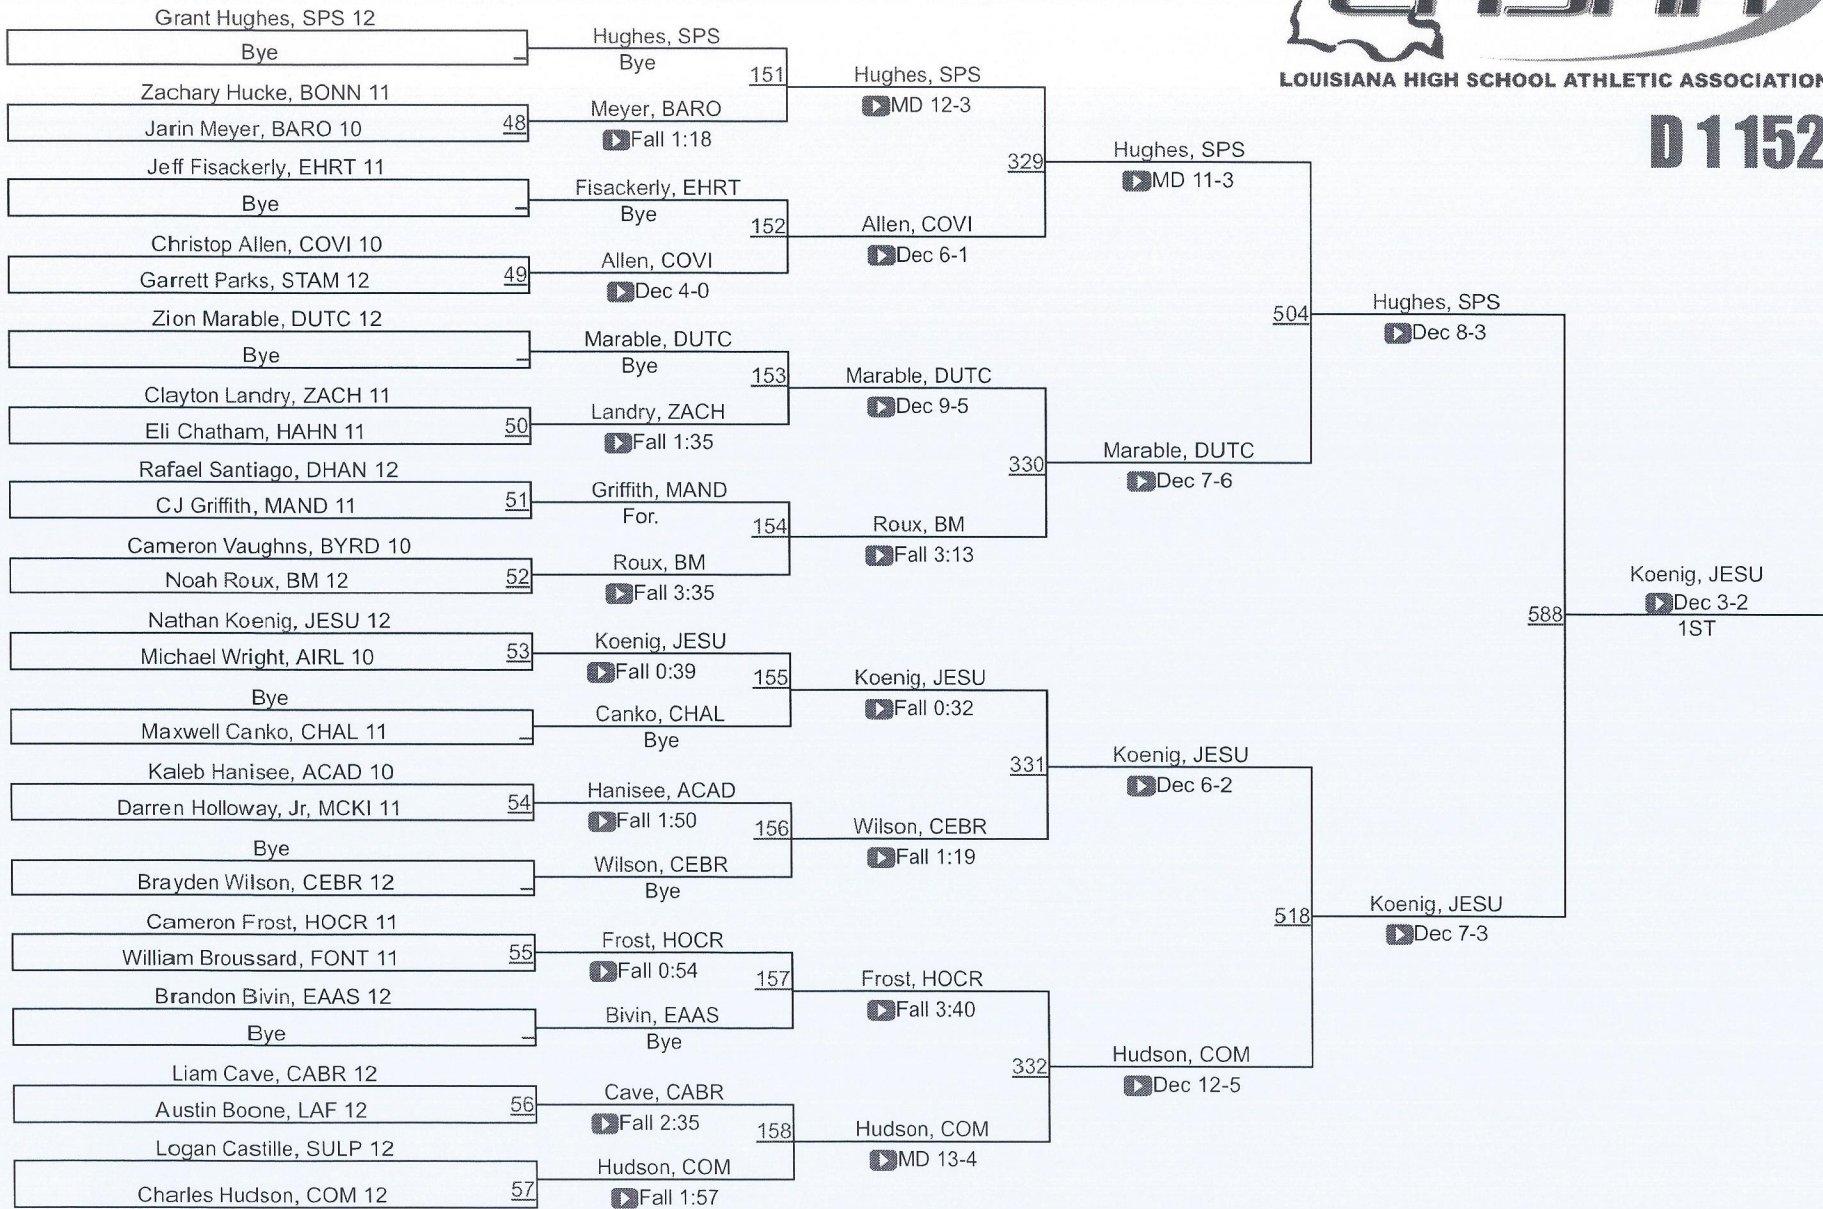 LOUISIANA HIGH SCHOOL ATHLETIC ASSOCIATION
D 1 152
Grant Hughes, SPS 12
Bye
Zachary Hucke, BONN 11
Jarin Meyer, BARO 10
48
Jeff Fisackerly, EHRT 11
Bye
Christop Allen, COVI 10
Garrett Parks, STAM 12
49
Zion Marable, DUTC 12
Bye
Clayton Landry, ZACH 11
Eli Chatham, HAHN 11
50
Rafael Santiago, DHAN 12
CJ Griffith, MAND 11
51
Cameron Vaughns, BYRD 10
Noah Roux, BM 12
52
Nathan Koenig, JESU 12
Michael Wright, AIRL 10
53
Bye
Maxwell Canko, CHAL 11
Kaleb Hanisee, ACAD 10
Darren Holloway, Jr, MCKI 11
54
Bye
Brayden Wilson, CEBR 12
Cameron Frost, HOCR 11
William Broussard, FONT 11
55
Brandon Bivin, EAAS 12
Bye
Liam Cave, CABR 12
Austin Boone, LAF 12
56
Logan Castille, SULP 12
Charles Hudson, COM 12
57
Hughes, SPS
Bye
151
Meyer, BARO
Fall 1:18
Fisackerly, EHRT
Bye
152
Allen, COVI
Dec 4-0
Marable, DUTC
Bye
153
Landry, ZACH
Fall 1:35
Griffith, MAND
For.
154
Roux, BM
Fall 3:35
Koenig, JESU
Fall 0:39
155
Canko, CHAL
Bye
Hanisee, ACAD
Fall 1:50
156
Wilson, CEBR
Bye
Frost, HOCR
Fall 0:54
157
Bivin, EAAS
Bye
Cave, CABR
Fall 2:35
158
Hudson, COM
Fall 1:57
Hughes, SPS
MD 12-3
329
Allen, COVI
Dec 6-1
Marable, DUTC
Dec 9-5
330
Roux, BM
Fall 3:13
Koenig, JESU
Fall 0:32
331
Wilson, CEBR
Fall 1:19
Frost, HOCR
Fall 3:40
332
Hudson, COM
MD 13-4
Hughes, SPS
MD 11-3
504
Marable, DUTC
Dec 7-6
Koenig, JESU
Dec 6-2
518
Hudson, COM
Dec 12-5
Hughes, SPS
Dec 8-3
588
Koenig, JESU
Dec 7-3
Koenig, JESU
Dec 3-2
1ST